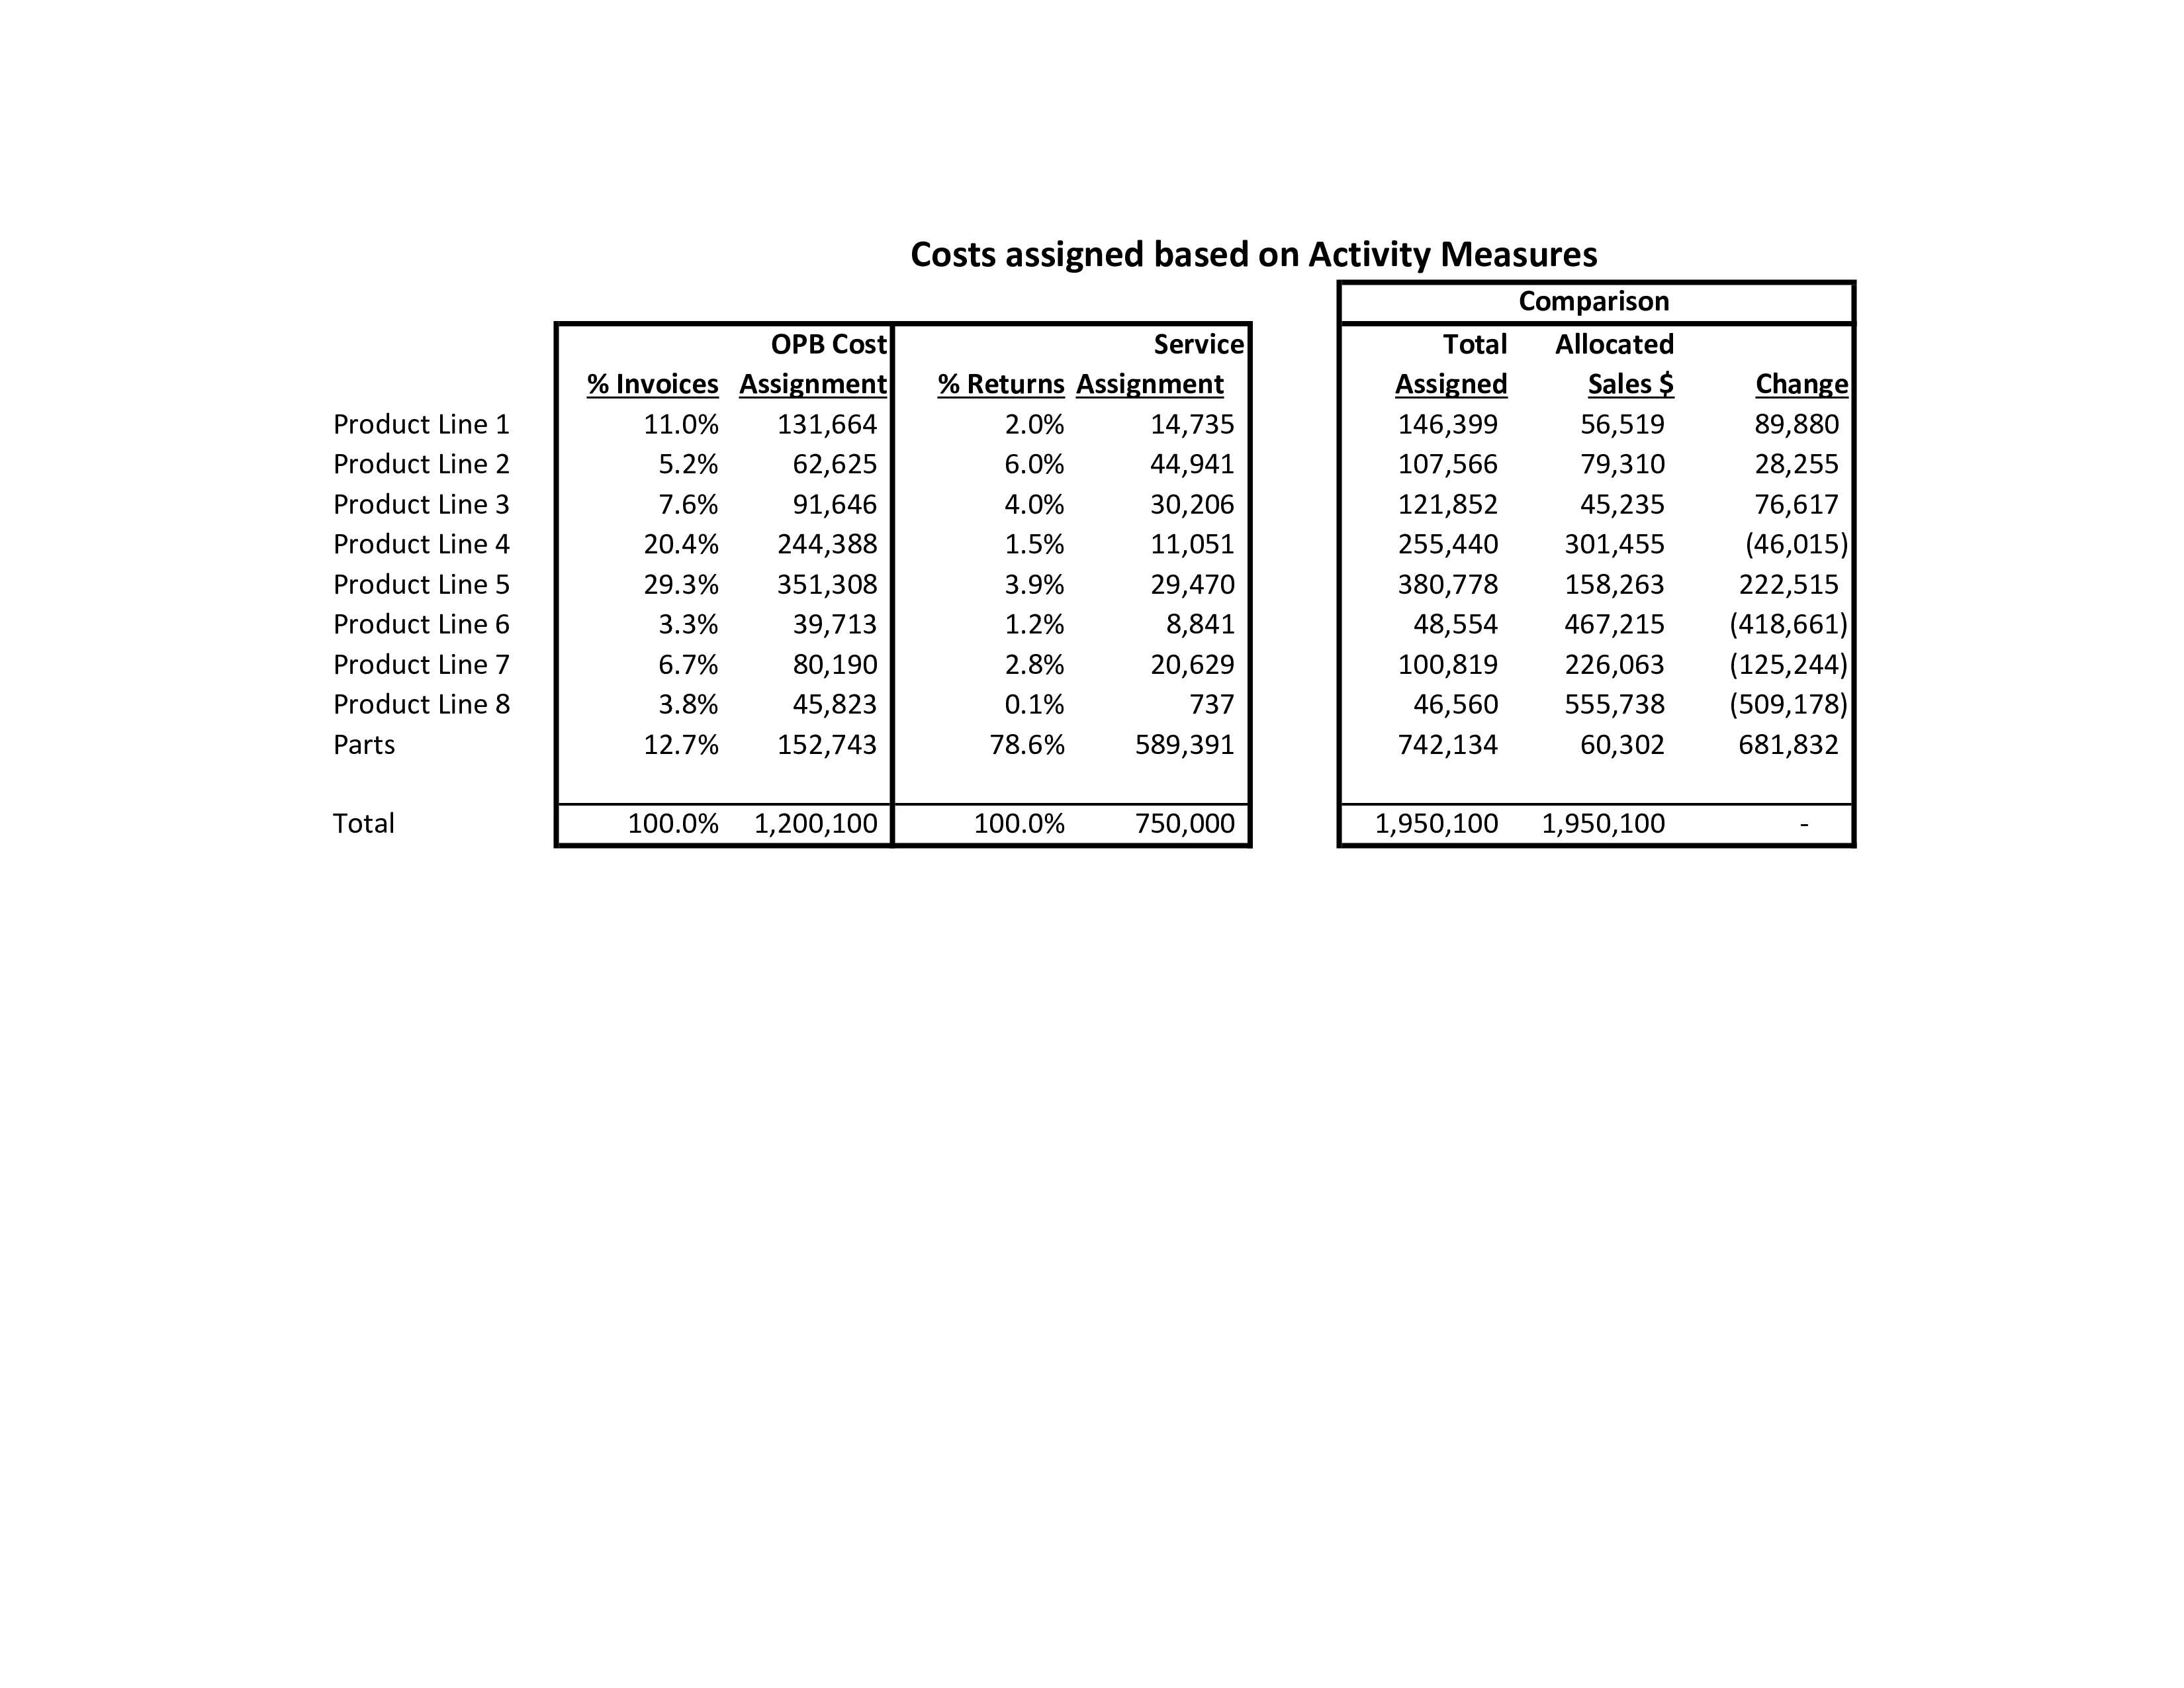 Costs assigned based on Activity Measures
Comparison
OPB Cost Service Total Allocated
% Invoices Assignment % Returns Assignment Assigned Sales $ Change
Product Line 1 11.0% 131,664 2.0% 14,735 146,399 56,519 89,880
Product Line 2 5.2% 62,625 6.0% 44,941 107,566 79,310 28,255
Product Line 3 7.6% 91,646 4.0% 30,206 121,852 45,235 76,617
Product Line 4 20.4% 244,388 1.5% 11,051 255,440 301,455 (46,015)
Product Line 5 29.3% 351,308 3.9% 29,470 380,778 158,263 222,515
Product Line 6 3.3% 39,713 1.2% 8,841 48,554 467,215 (418,661)
Product Line 7 6.7% 80,190 2.8% 20,629 100,819 226,063 (125,244)
Product Line 8 3.8% 45,823 0.1% 737 46,560 555,738 (509,178)
Parts 12.7% 152,743 78.6% 589,391 742,134 60,302 681,832
Total 100.0% 1,200,100 100.0% 750,000 1,950,100 1,950,100 -